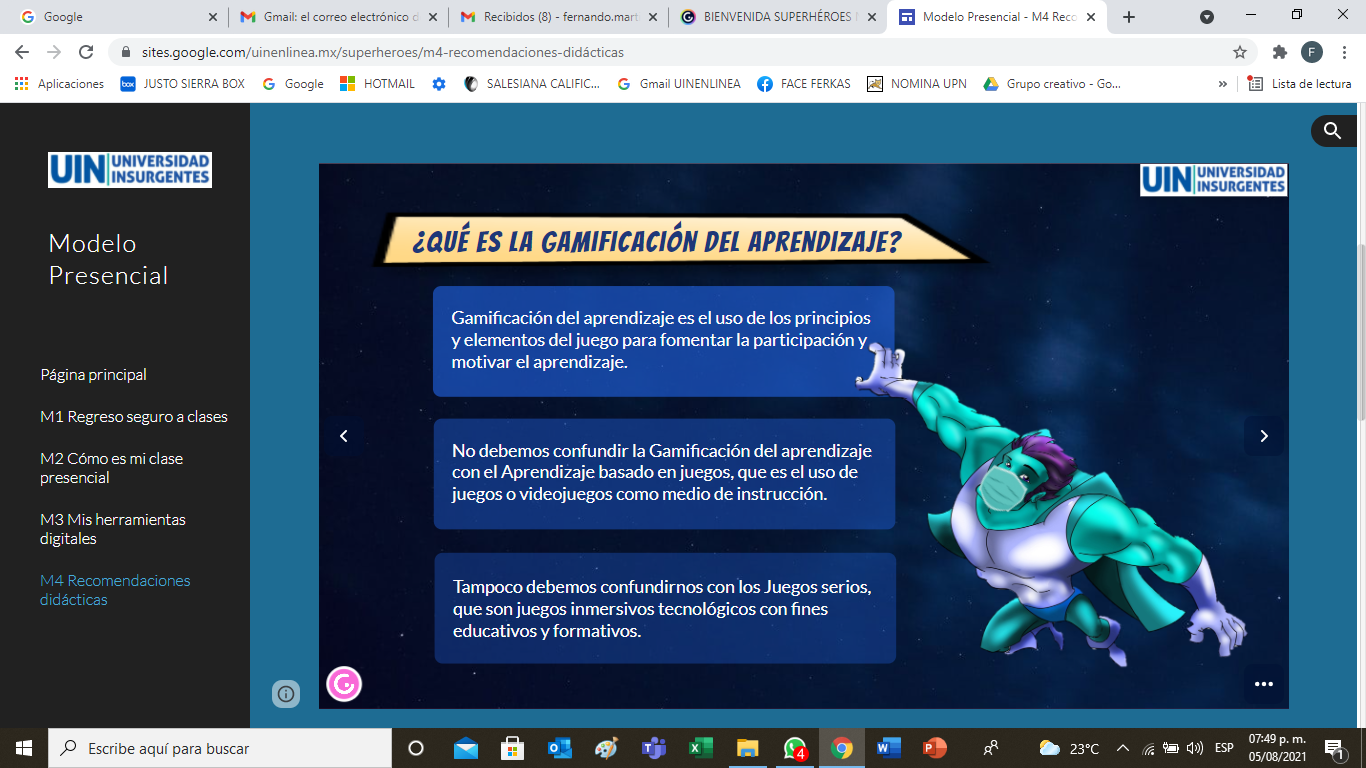 Google
Gmail: el correo electrónico d
Recibidos (8) - fernando.mart
BIENVENIDA SUPERHÉROES
Modelo Presencial - M4 Reco
sites.google.com/uinenlinea.mx/superheroes/m4-recomendaciones-didácticas
F
Aplicaciones
JUSTO SIERRA BOX
Google
HOTMAIL
SALESIANA CALIFIC...
Gmail UINENLINEA
FACE FERKAS
NOMINA UPN
Grupo creativo - Go...
»
Lista de lectura
UIN UNIVERSIDAD
INSURGENTES
Modelo
Presencial
Página principal
M1 Regreso seguro a clases
M2 Cómo es mi clase
presencial
M3 Mis herramientas
digitales
M4 Recomendaciones
didácticas
UIN UNIVERSIDAD
INSURGENTES
¿QUÉ ES LA GAMIFICACIÓN DEL APRENDIZAJE?
Gamificación del aprendizaje es el uso de los principios
y elementos del juego para fomentar la participación y
motivar el aprendizaje.
No debemos confundir la Gamificación del aprendizaje
con el Aprendizaje basado en juegos, que es el uso de
juegos o videojuegos como medio de instrucción.
Tampoco debemos confundirnos con los Juegos serios,
que son juegos inmersivos tecnológicos con fines
educativos y formativos.
Escribe aquí para buscar
4
23°C
ESP
07:49 p. m.
05/08/2021
1